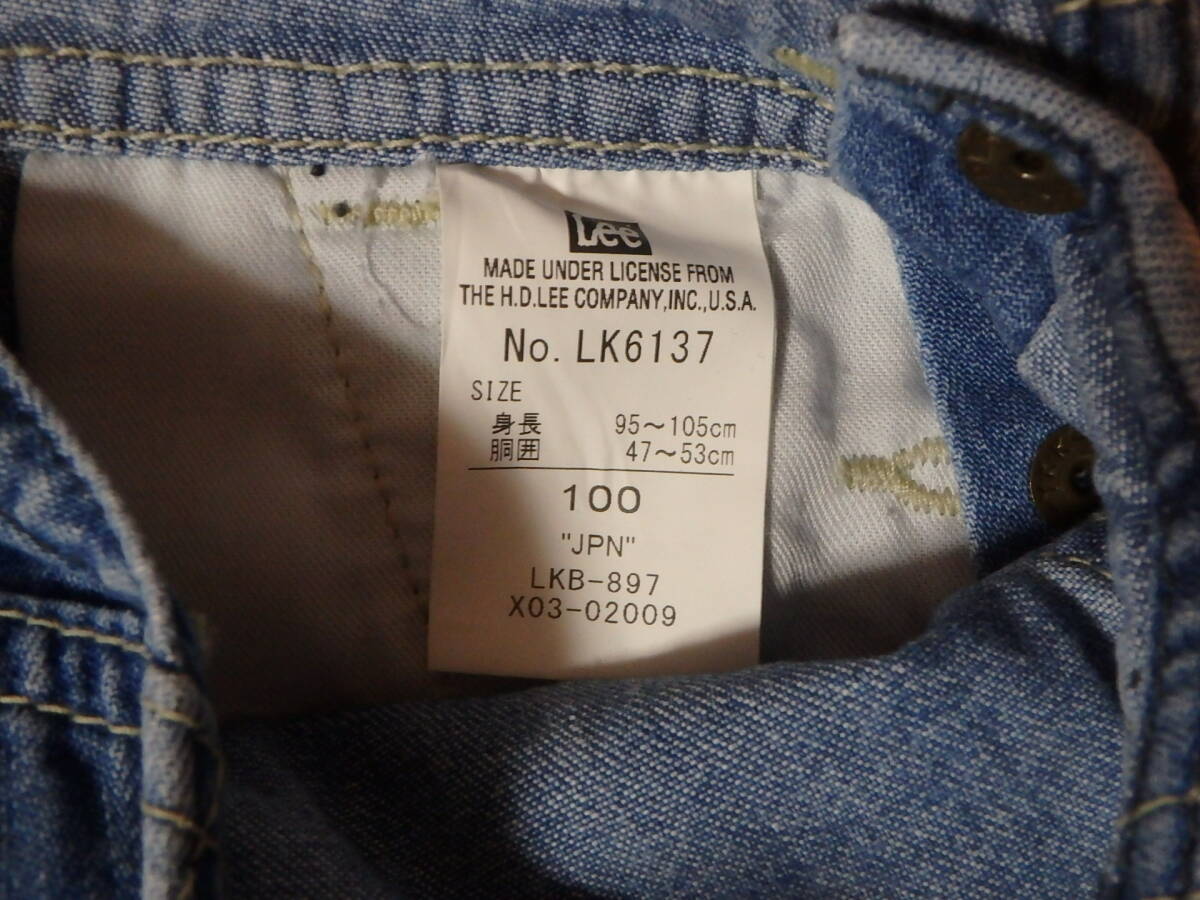 Lee
MADE UNDER LICENSE FROM
THE H.D.LEE COMPANY,INC.,U.S.A.
No. LK6137
SIZE
身長 95～105cm
胴囲 47～53cm
100
"JPN"
LKB-897
X03-02009